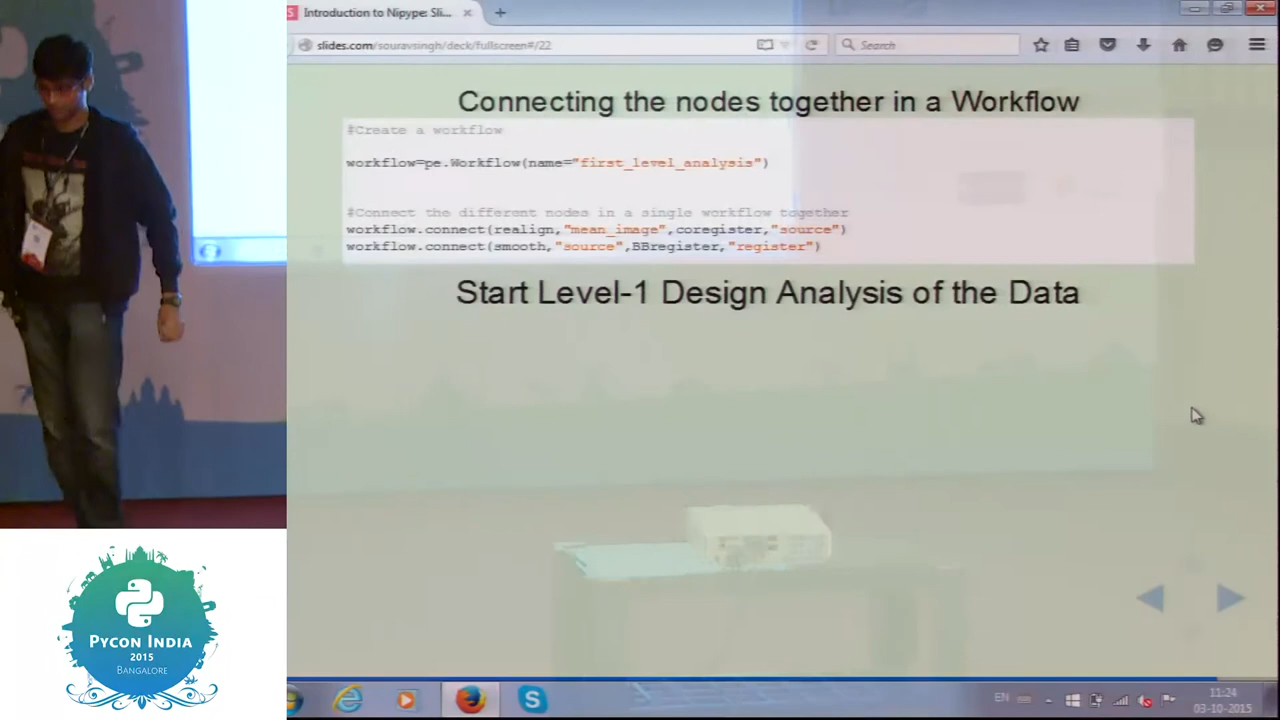 Introduction to Nipype: Sli...
slides.com/souravsingh/deck/fullscreen#/22
Search
Connecting the nodes together in a Workflow
#Create a workflow
workflow=pe.Workflow(name="first_level_analysis")
#Connect the different nodes in a single workflow together
workflow.connect(realign,"mean_image",coregister,"source")
workflow.connect(smooth,"source",BBregister,"register")
Start Level-1 Design Analysis of the Data
PYCON INDIA
2015
BANGALORE
EN
11:24
03-10-2015